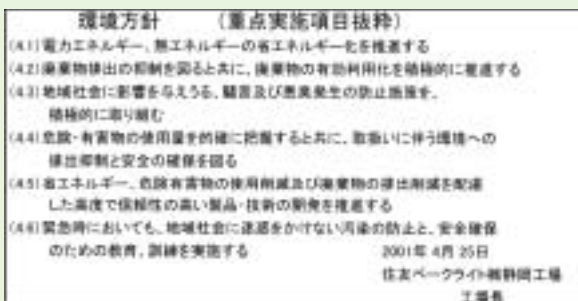 環境方針　　（重点実施項目抜粋）
(4.1)電力エネルギー、熱エネルギーの省エネルギー化を推進する
(4.2)廃棄物排出の抑制を図ると共に、廃棄物の有効利用化を積極的に推進する
(4.3)地域社会に影響を与えうる、騒音及び悪臭発生の防止施策を、
積極的に取り組む
(4.4)危険・有害物の使用量を的確に把握すると共に、取扱いに伴う環境への
排出抑制と安全の確保を図る
(4.5)省エネルギー、危険有害物の使用削減及び廃棄物の排出削減を配慮
した高度で信頼性の高い製品・技術の開発を推進する
(4.6)緊急時においても、地域社会に迷惑をかけない汚染の防止と、安全確保
のための教育、訓練を実施する　　2001年 4月 25日
住友ベークライト㈱静岡工場
工場長